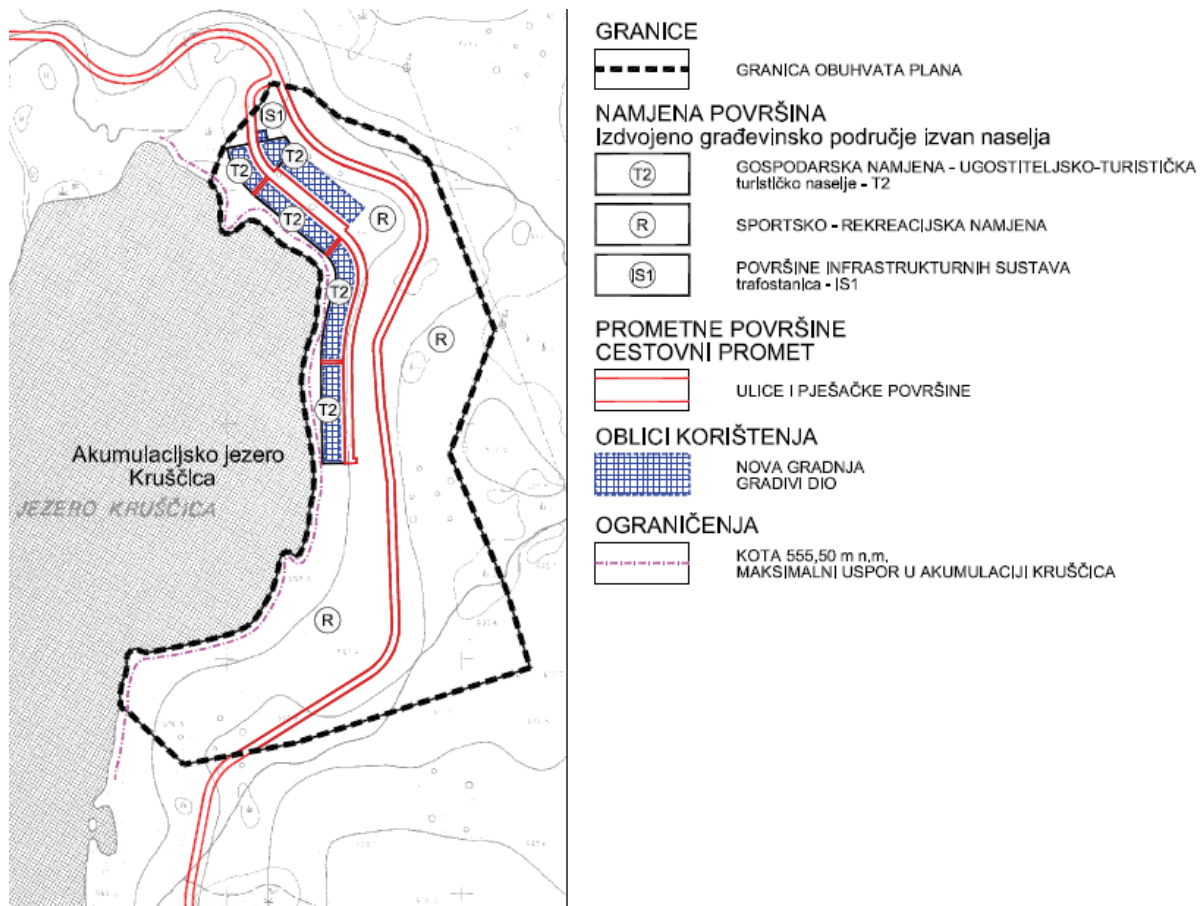 IS1
T2
T2
T2
R
T2
R
T2
Akumulacijsko jezero
Kruščica
JEZERO KRUŠČICA
R
GRANICE
GRANICA OBUHVATA PLANA
NAMJENA POVRŠINA
Izdvojeno građevinsko područje izvan naselja
T2
GOSPODARSKA NAMJENA - UGOSTITELJSKO-TURISTIČKA
turističko naselje - T2
R
SPORTSKO - REKREACIJSKA NAMJENA
IS1
POVRŠINE INFRASTRUKTURNIH SUSTAVA
trafostanica - IS1
PROMETNE POVRŠINE
CESTOVNI PROMET
ULICE I PJEŠAČKE POVRŠINE
OBLICI KORIŠTENJA
NOVA GRADNJA
GRADIVI DIO
OGRANIČENJA
KOTA 555,50 m n.m.
MAKSIMALNI USPOR U AKUMULACIJI KRUŠČICA